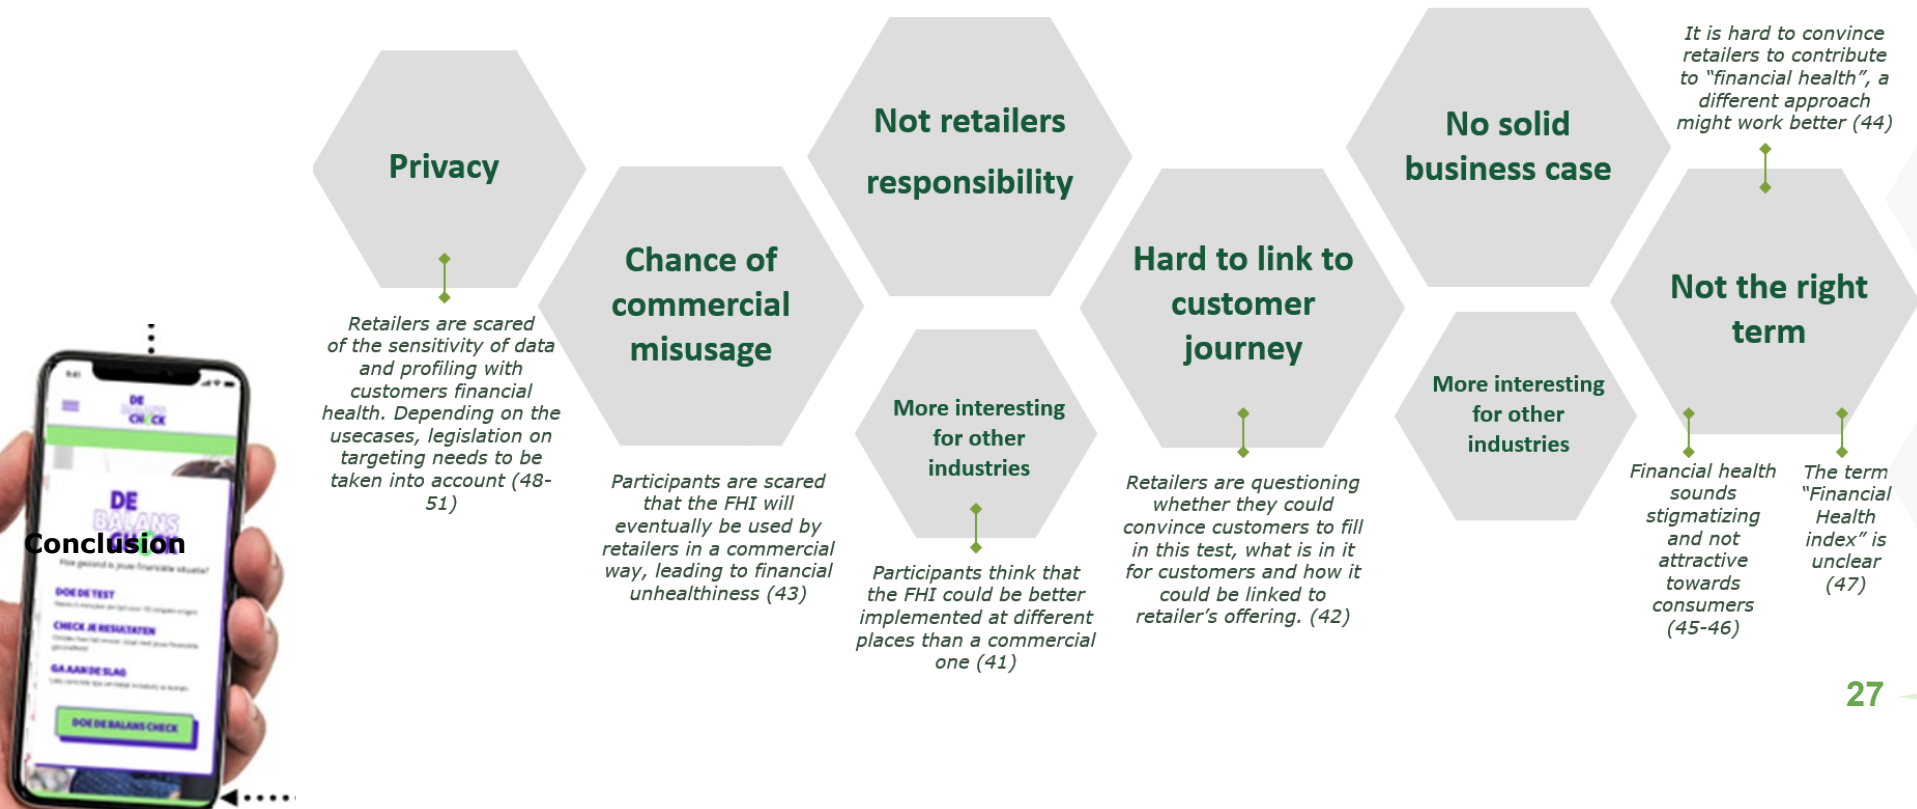 Privacy
Retailers are scared
of the sensitivity of data
and profiling with
customers financial
health. Depending on the
usecases, legislation on
targeting needs to be
taken into account (48-
51)
Chance of
commercial
misusage
Participants are scared
that the FHI will
eventually be used by
retailers in a commercial
way, leading to financial
unhealthiness (43)
Not retailers
responsibility
More interesting
for other
industries
Participants think that
the FHI could be better
implemented at different
places than a commercial
one (41)
Hard to link to
customer
journey
Retailers are questioning
whether they could
convince customers to fill
in this test, what is in it
for customers and how it
could be linked to
retailer’s offering. (42)
No solid
business case
More interesting
for other
industries
It is hard to convince
retailers to contribute
to “financial health”, a
different approach
might work better (44)
Not the right
term
Financial health
sounds
stigmatizing
and not
attractive
towards
consumers
(45-46)
The term
“Financial
Health
index” is
unclear
(47)
DE
BALANS
CHECK
DE
BALANS
CHECK
Conclusion
Hoe gezond is jouw financiële situatie?
DOE DE TEST
CHECK JE RESULTATEN
GA AAN DE SLAG
DOE DE BALANS CHECK
27